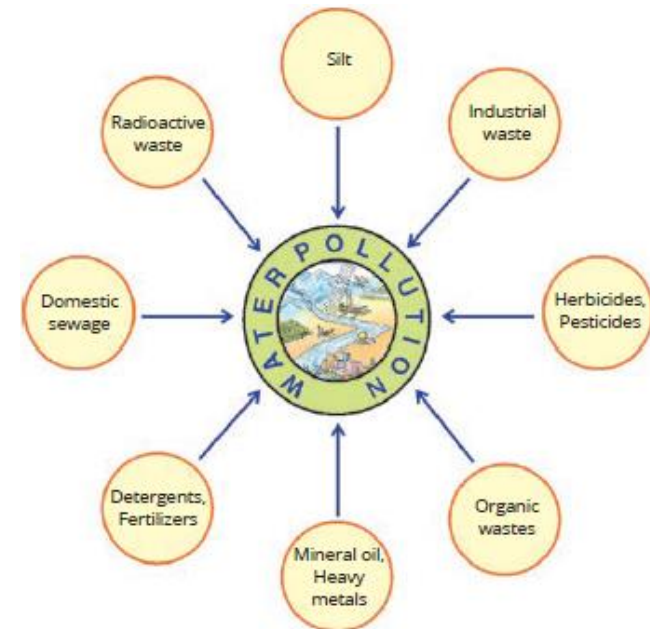 Silt
Industrial
waste
Herbicides,
Pesticides
Organic
wastes
Mineral oil,
Heavy
metals
Detergents,
Fertilizers
Domestic
sewage
Radioactive
waste
WATER POLLUTION